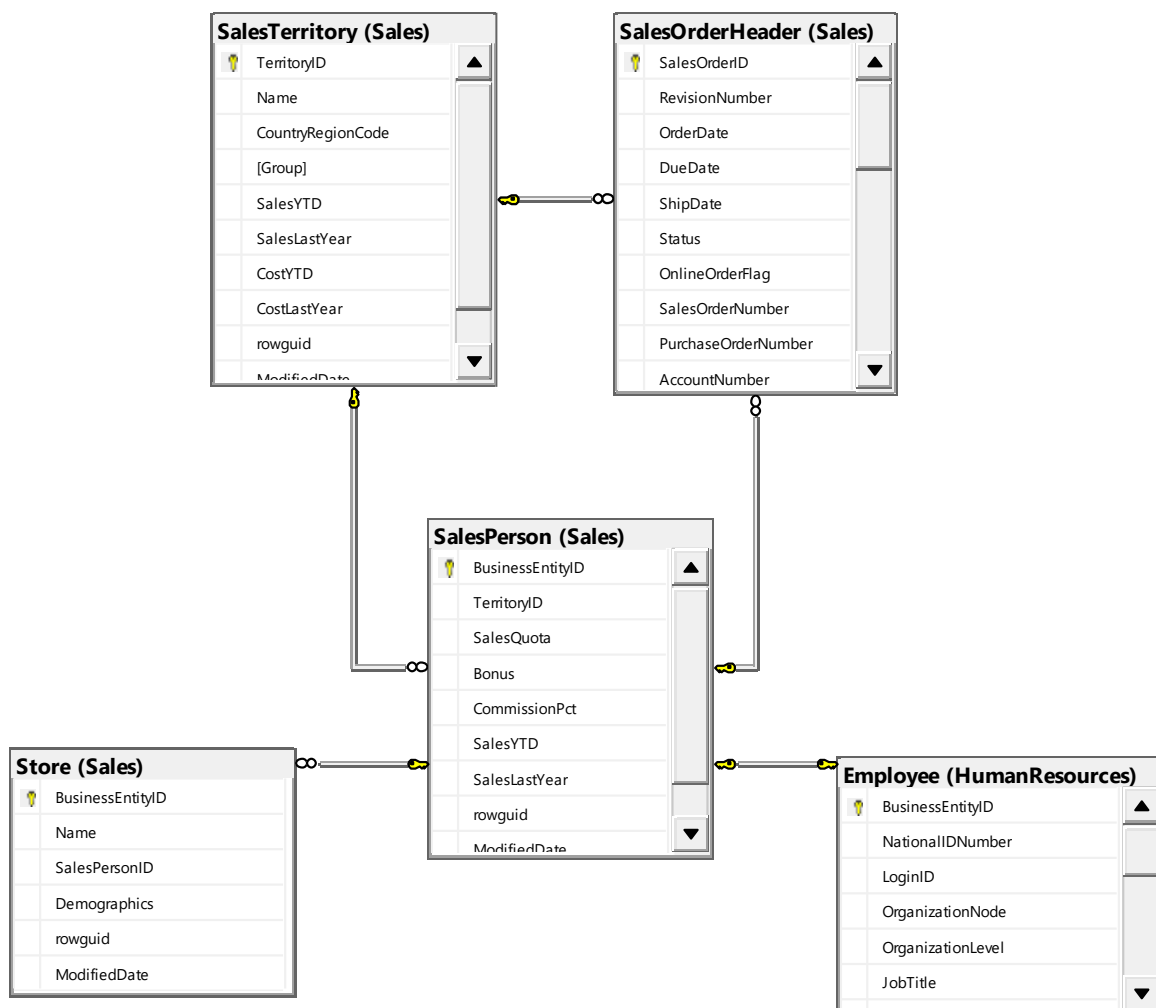 SalesTerritory (Sales)
TerritoryID
Name
CountryRegionCode
[Group]
SalesYTD
SalesLastYear
CostYTD
CostLastYear
rowguid
ModifiedDate
SalesOrderHeader (Sales)
SalesOrderID
RevisionNumber
OrderDate
DueDate
ShipDate
Status
OnlineOrderFlag
SalesOrderNumber
PurchaseOrderNumber
AccountNumber
SalesPerson (Sales)
BusinessEntityID
TerritoryID
SalesQuota
Bonus
CommissionPct
SalesYTD
SalesLastYear
rowguid
ModifiedDate
Store (Sales)
BusinessEntityID
Name
SalesPersonID
Demographics
rowguid
ModifiedDate
Employee (HumanResources)
BusinessEntityID
NationalIDNumber
LoginID
OrganizationNode
OrganizationLevel
JobTitle